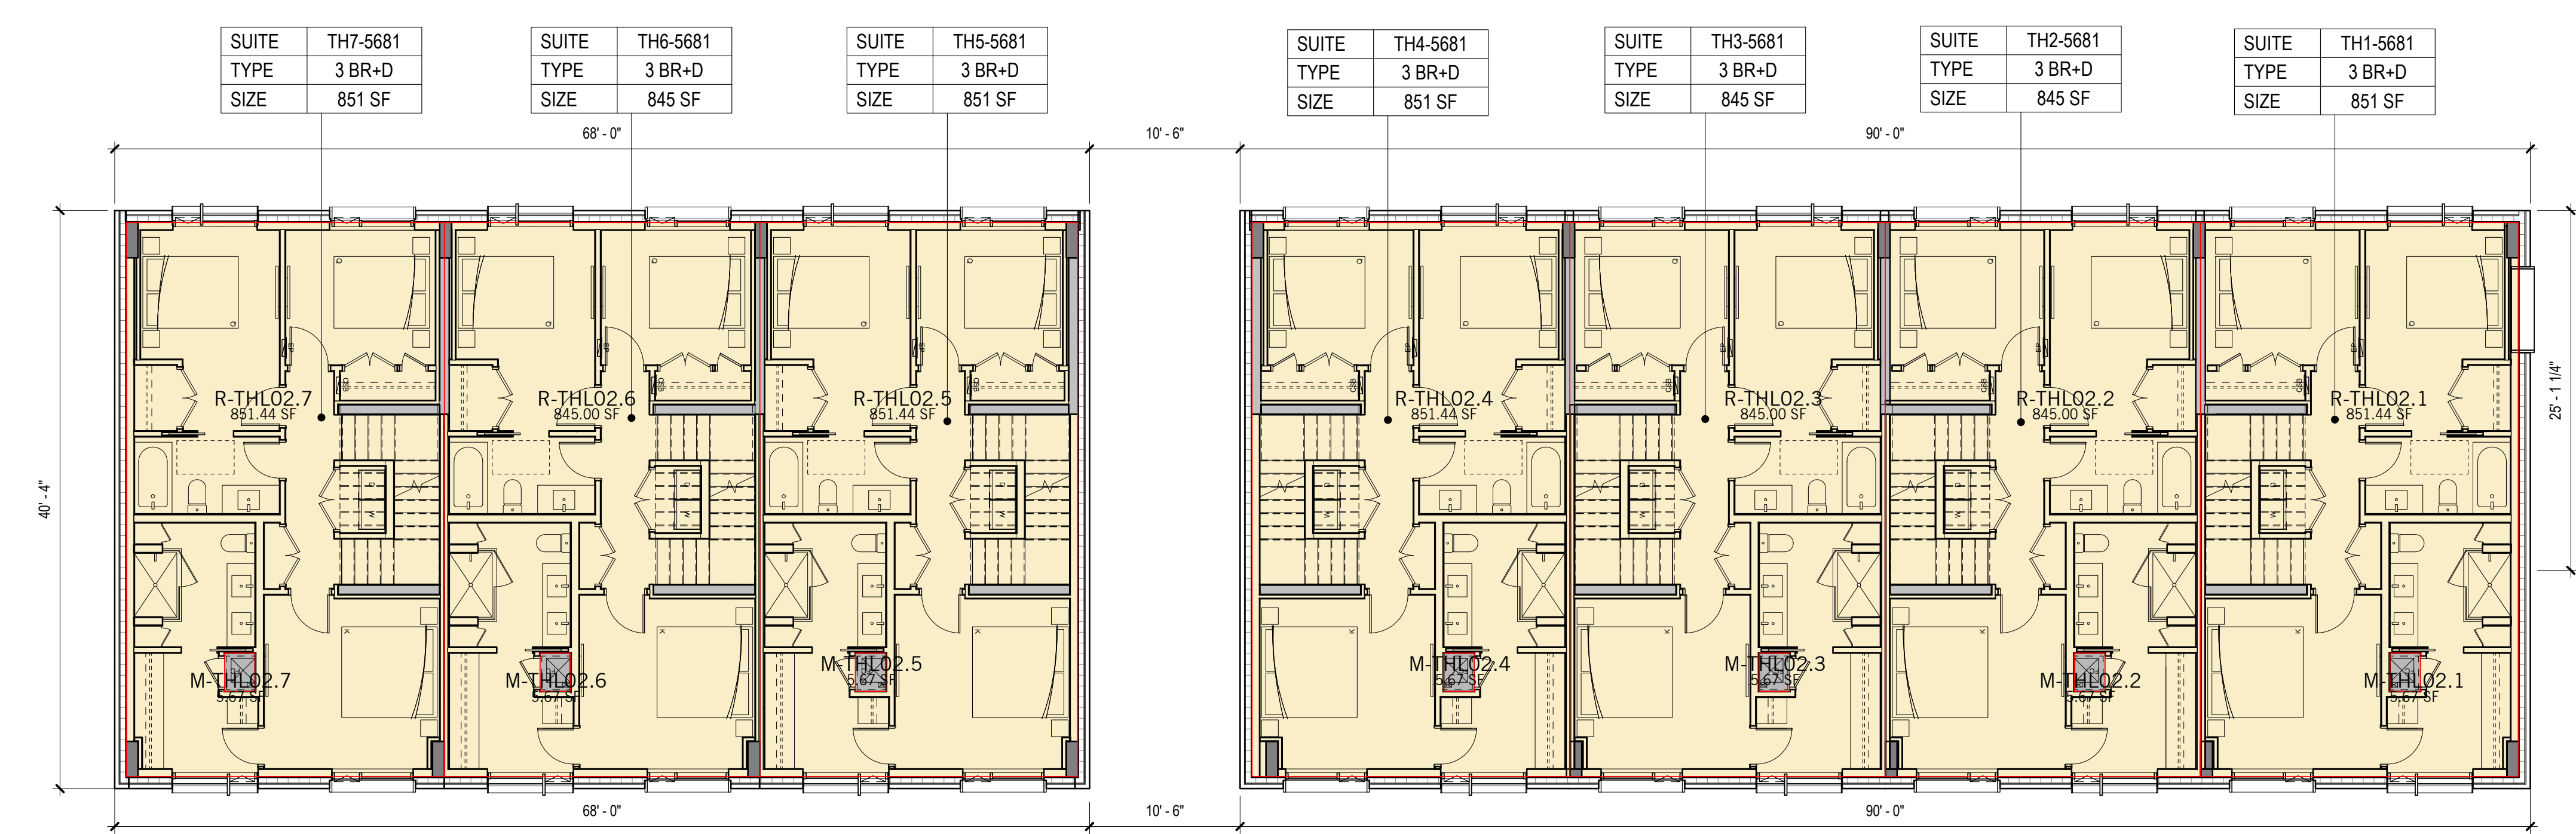 SUITE TH7-5681
TYPE 3 BR+D
SIZE 851 SF
SUITE TH6-5681
TYPE 3 BR+D
SIZE 845 SF
SUITE TH5-5681
TYPE 3 BR+D
SIZE 851 SF
SUITE TH4-5681
TYPE 3 BR+D
SIZE 851 SF
SUITE TH3-5681
TYPE 3 BR+D
SIZE 845 SF
SUITE TH2-5681
TYPE 3 BR+D
SIZE 845 SF
SUITE TH1-5681
TYPE 3 BR+D
SIZE 851 SF
68' - 0"
10' - 6"
90' - 0"
40' - 4"
25' - 1 1/4"
R-THL02.7
851.44 SF
R-THL02.6
845.00 SF
R-THL02.5
851.44 SF
R-THL02.4
851.44 SF
R-THL02.3
845.00 SF
R-THL02.2
845.00 SF
R-THL02.1
851.44 SF
M-THL02.7
5.67 SF
M-THL02.6
5.67 SF
M-THL02.5
5.67 SF
M-THL02.4
5.67 SF
M-THL02.3
5.67 SF
M-THL02.2
5.67 SF
M-THL02.1
5.67 SF
68' - 0"
10' - 6"
90' - 0"